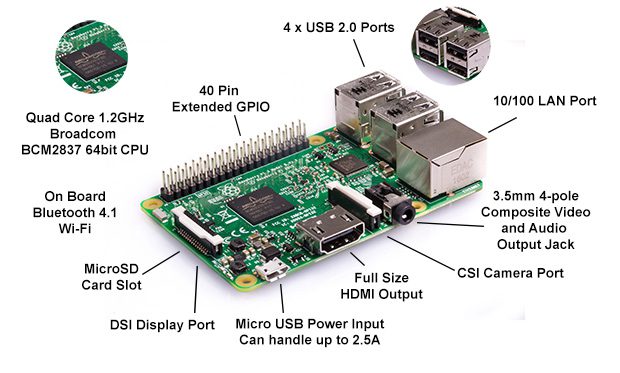 4 x USB 2.0 Ports
40 Pin
Extended GPIO
10/100 LAN Port
Quad Core 1.2GHz
Broadcom
BCM2837 64bit CPU
On Board
Bluetooth 4.1
Wi-Fi
3.5mm 4-pole
Composite Video
and Audio
Output Jack
MicroSD
Card Slot
CSI Camera Port
Full Size
HDMI Output
DSI Display Port
Micro USB Power Input
Can handle up to 2.5A